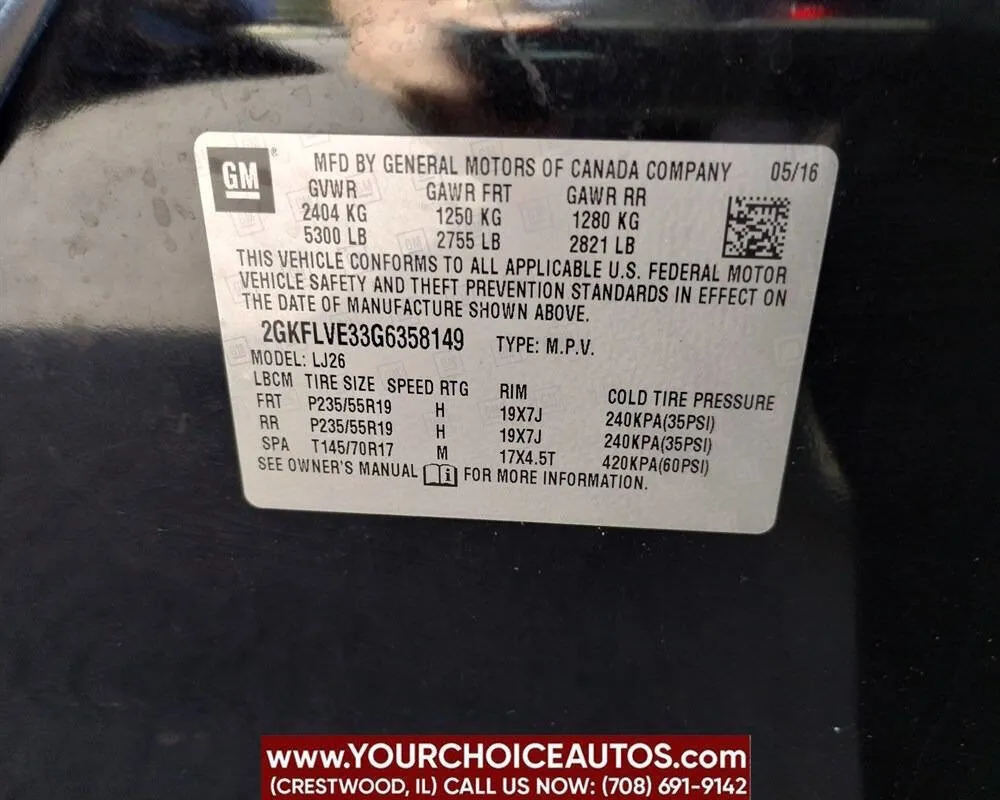 GM ® MFD BY GENERAL MOTORS OF CANADA COMPANY 05/16
GVWR GAWR FRT GAWR RR
2404 KG 1250 KG 1280 KG
5300 LB 2755 LB 2821 LB
THIS VEHICLE CONFORMS TO ALL APPLICABLE U.S. FEDERAL MOTOR
VEHICLE SAFETY AND THEFT PREVENTION STANDARDS IN EFFECT ON
THE DATE OF MANUFACTURE SHOWN ABOVE.
2GKFLVE33G6358149 TYPE: M.P.V.
MODEL: LJ26
LBCM TIRE SIZE SPEED RTG RIM COLD TIRE PRESSURE
FRT P235/55R19 H 19X7J 240KPA(35PSI)
RR P235/55R19 H 19X7J 240KPA(35PSI)
SPA T145/70R17 M 17X4.5T 420KPA(60PSI)
SEE OWNER'S MANUAL FOR MORE INFORMATION.
www.YOURCHOICEAUTOS.com
(CRESTWOOD, IL) CALL US NOW: (708) 691-9142